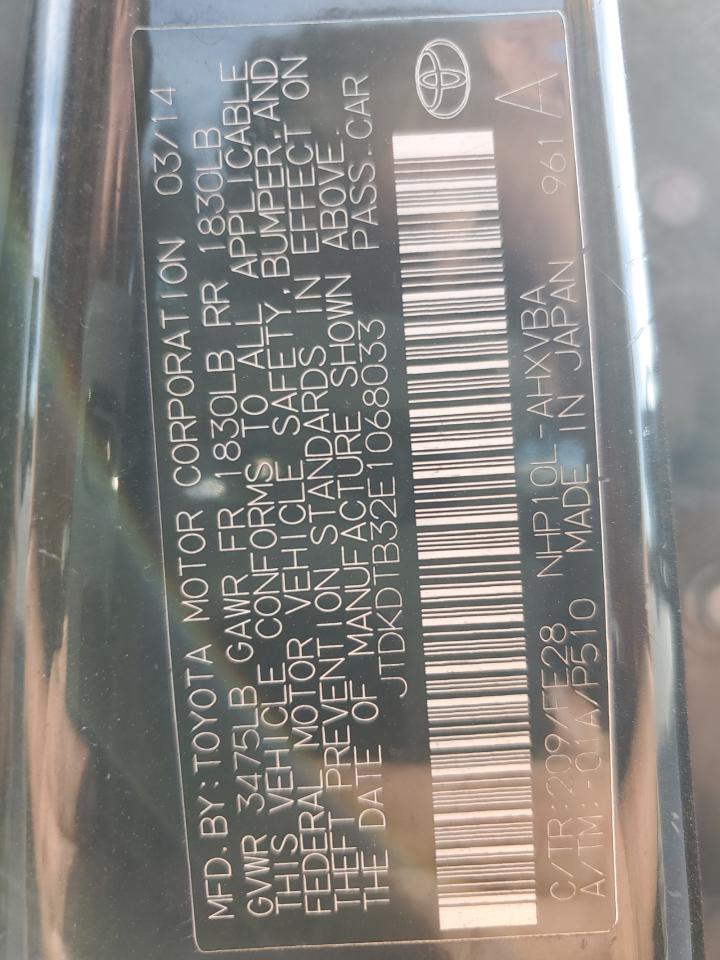 MFD. BY: TOYOTA MOTOR CORPORATION 03/14
GVWR 3475LB GAWR FR 1830LB RR 1830LB
THIS VEHICLE CONFORMS TO ALL APPLICABLE
FEDERAL MOTOR VEHICLE SAFETY, BUMPER, AND
THEFT PREVENTION STANDARDS IN EFFECT ON
THE DATE OF MANUFACTURE SHOWN ABOVE.
JTDKDTB32E1068033 PASS. CAR
C/TR: 209/FE28 NHP10L-AHXVBA 961 A
A/TM: -01A/P510 MADE IN JAPAN